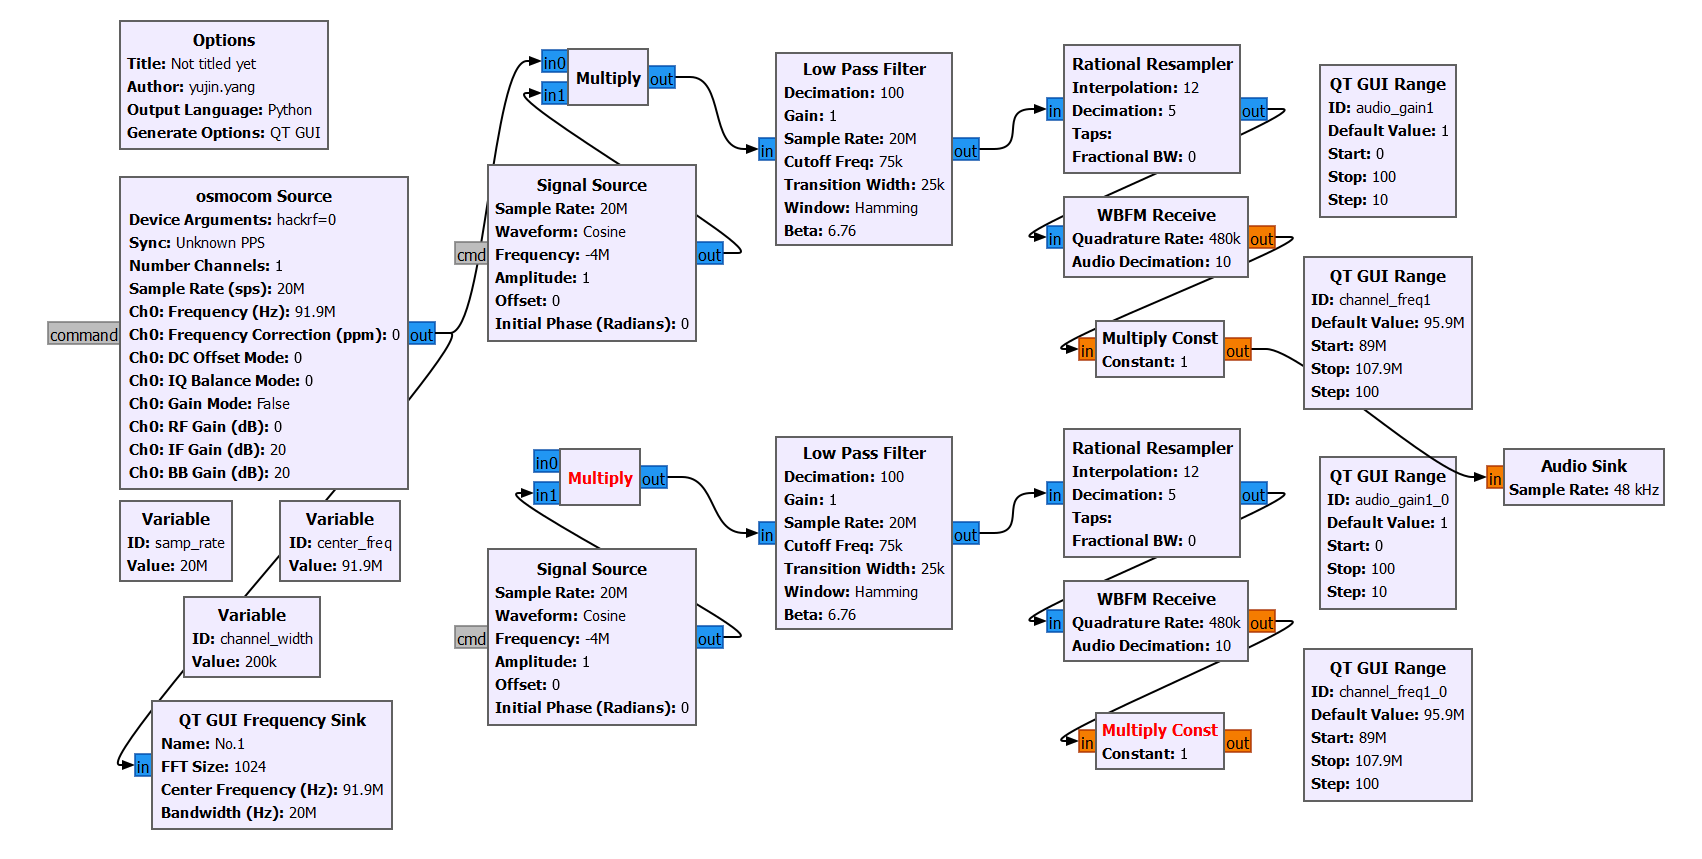 Options
Title: Not titled yet
Author: yujin.yang
Output Language: Python
Generate Options: QT GUI
osmocom Source
Device Arguments: hackrf=0
Sync: Unknown PPS
Number Channels: 1
Sample Rate (sps): 20M
Ch0: Frequency (Hz): 91.9M
Ch0: Frequency Correction (ppm): 0
Ch0: DC Offset Mode: 0
Ch0: IQ Balance Mode: 0
Ch0: Gain Mode: False
Ch0: RF Gain (dB): 0
Ch0: IF Gain (dB): 20
Ch0: BB Gain (dB): 20
command
out
Variable
ID: samp_rate
Value: 20M
Variable
ID: center_freq
Value: 91.9M
Variable
ID: channel_width
Value: 200k
QT GUI Frequency Sink
Name: No.1
FFT Size: 1024
Center Frequency (Hz): 91.9M
Bandwidth (Hz): 20M
in
in0
in1
Multiply
out
Signal Source
Sample Rate: 20M
Waveform: Cosine
Frequency: -4M
Amplitude: 1
Offset: 0
Initial Phase (Radians): 0
cmd
out
in
Low Pass Filter
Decimation: 100
Gain: 1
Sample Rate: 20M
Cutoff Freq: 75k
Transition Width: 25k
Window: Hamming
Beta: 6.76
out
in
Rational Resampler
Interpolation: 12
Decimation: 5
Taps:
Fractional BW: 0
out
in
WBFM Receive
Quadrature Rate: 480k
Audio Decimation: 10
out
in
Multiply Const
Constant: 1
out
QT GUI Range
ID: audio_gain1
Default Value: 1
Start: 0
Stop: 100
Step: 10
QT GUI Range
ID: channel_freq1
Default Value: 95.9M
Start: 89M
Stop: 107.9M
Step: 100
in0
in1
Multiply
out
Signal Source
Sample Rate: 20M
Waveform: Cosine
Frequency: -4M
Amplitude: 1
Offset: 0
Initial Phase (Radians): 0
cmd
out
in
Low Pass Filter
Decimation: 100
Gain: 1
Sample Rate: 20M
Cutoff Freq: 75k
Transition Width: 25k
Window: Hamming
Beta: 6.76
out
in
Rational Resampler
Interpolation: 12
Decimation: 5
Taps:
Fractional BW: 0
out
in
WBFM Receive
Quadrature Rate: 480k
Audio Decimation: 10
out
in
Multiply Const
Constant: 1
out
QT GUI Range
ID: audio_gain1_0
Default Value: 1
Start: 0
Stop: 100
Step: 10
QT GUI Range
ID: channel_freq1_0
Default Value: 95.9M
Start: 89M
Stop: 107.9M
Step: 100
in
Audio Sink
Sample Rate: 48 kHz